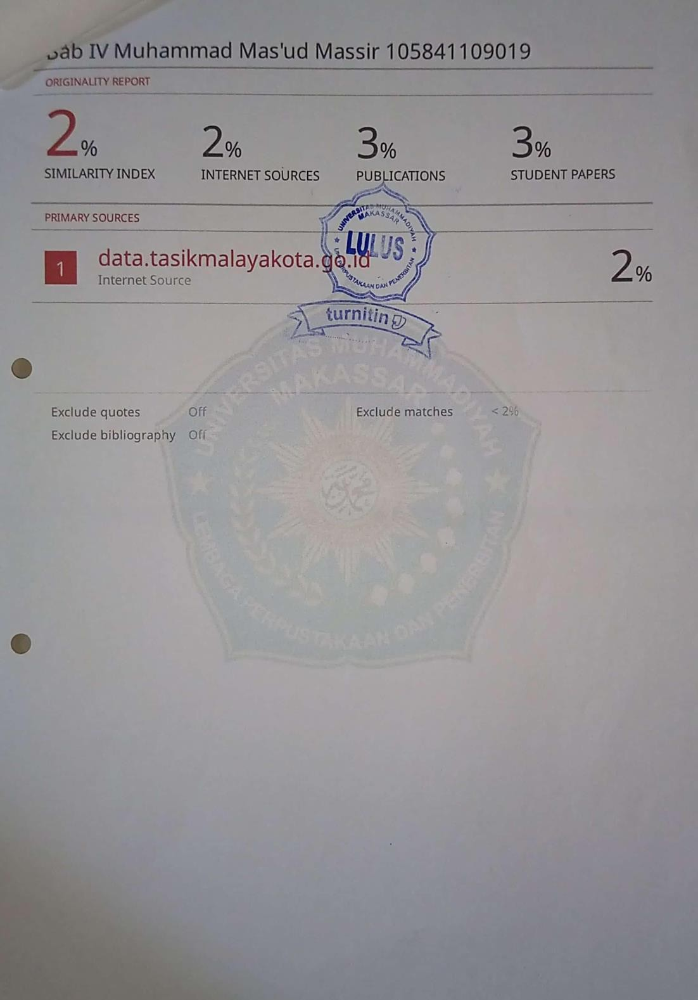 Bab IV Muhammad Mas'ud Massir 105841109019
ORIGINALITY REPORT
2% 2% 3% 3%
SIMILARITY INDEX INTERNET SOURCES PUBLICATIONS STUDENT PAPERS
PRIMARY SOURCES
1 data.tasikmalayakota.go.id 2%
Internet Source
UNIVERSITAS MUHAMMADIYAH
MAKASSAR
LULUS
UPT PERPUSTAKAAN DAN PENERBITAN
turnitin
UNIVERSITAS MUHAMMADIYAH
MAKASSAR
Exclude quotes Off Exclude matches < 2%
Exclude bibliography Off
LEMBAGA PERPUSTAKAAN DAN PENERBITAN